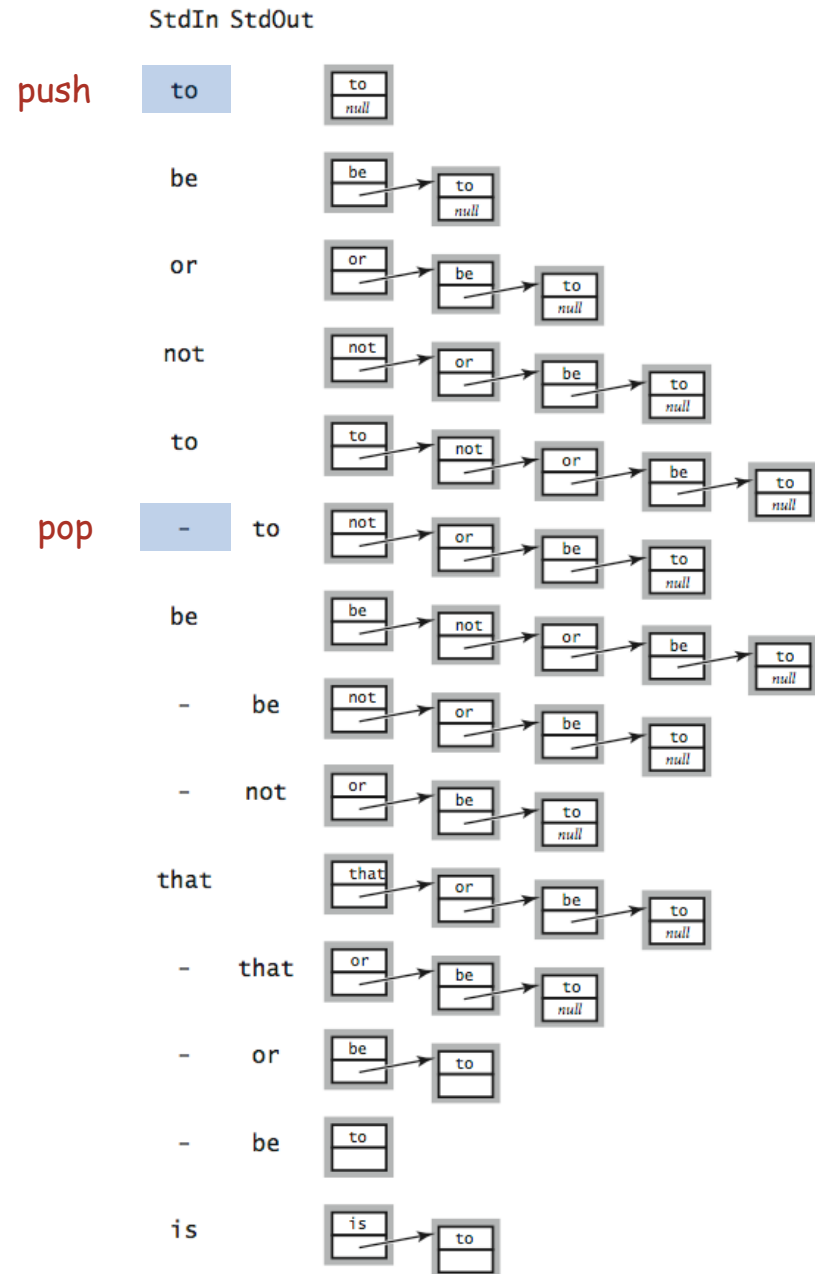 StdIn StdOut
push to to
null
be be to
null
or or be to
null
not not or be to
null
to to not or be to
null
pop - to not or be to
null
be be not or be to
null
- be not or be to
null
- not or be to
null
that that or be to
null
- that or be to
null
- or be to
- be to
is is to